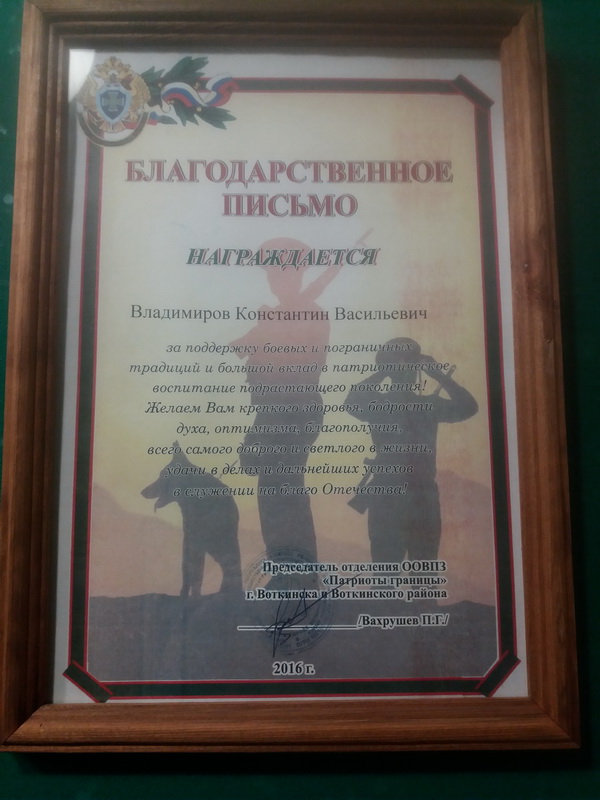 БЛАГОДАРСТВЕННОЕ
ПИСЬМО
НАГРАЖДАЕТСЯ
Владимиров Константин Васильевич
за поддержку боевых и пограничных
традиций и большой вклад в патриотическое
воспитание подрастающего поколения!
Желаем Вам крепкого здоровья, бодрости
духа, оптимизма, благополучия,
всего самого доброго и светлого в жизни,
удачи в делах и дальнейших успехов
в служении на благо Отечества!
Председатель отделения ООВПЗ
«Патриоты границы»
г. Воткинска и Воткинского района
/Вахрушев П.Г./
2016 г.